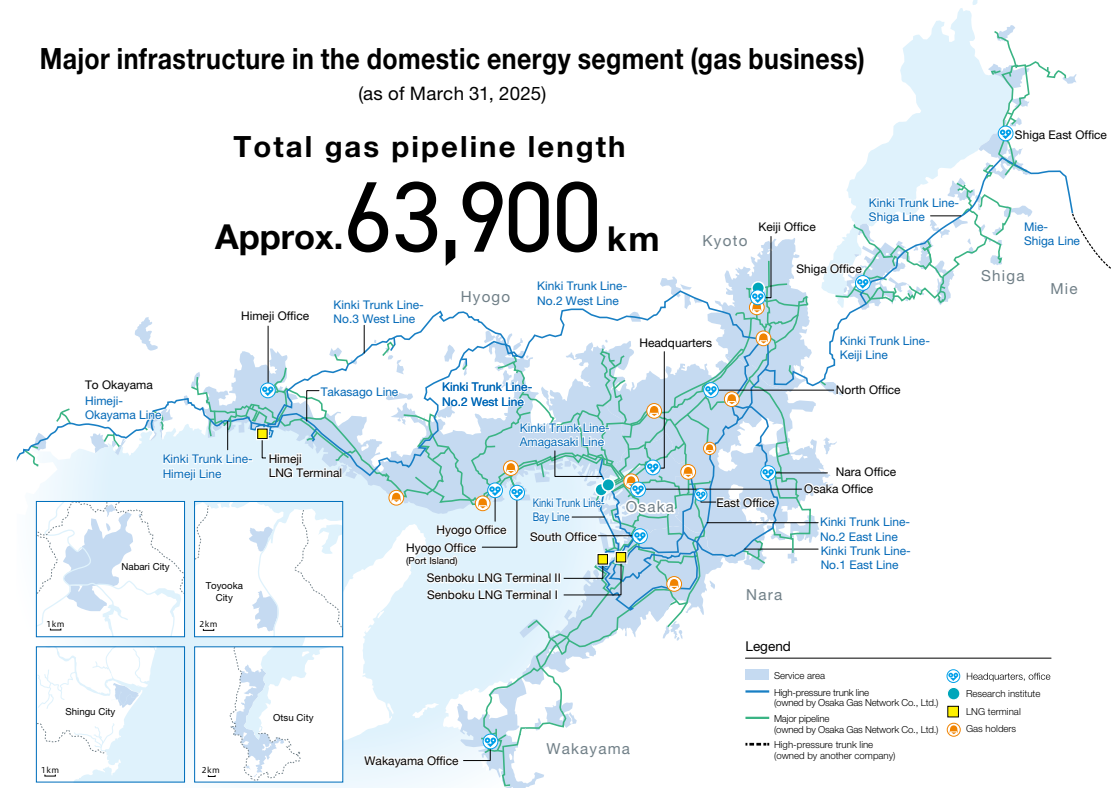 Major infrastructure in the domestic energy segment (gas business)
(as of March 31, 2025)
Total gas pipeline length
Approx. 63,900 km
Shiga East Office
Kinki Trunk Line-
Shiga Line
Mie-
Shiga Line
Keiji Office
Kyoto
Shiga Office
Shiga
Mie
Kinki Trunk Line-
No.2 West Line
Hyogo
Kinki Trunk Line-
No.3 West Line
Himeji Office
Headquarters
Kinki Trunk Line-
Keiji Line
To Okayama
Himeji-
Okayama Line
Takasago Line
Kinki Trunk Line-
No.2 West Line
North Office
Kinki Trunk Line-
Amagasaki Line
Kinki Trunk Line-
Himeji Line
Himeji
LNG Terminal
Nara Office
Osaka Office
East Office
Kinki Trunk Line-
Bay Line
Osaka
Hyogo Office
South Office
Hyogo Office
(Port Island)
Kinki Trunk Line-
No.2 East Line
Kinki Trunk Line-
No.1 East Line
Senboku LNG Terminal II
Senboku LNG Terminal I
Nara
Nabari City
1km
Toyooka
City
2km
Shingu City
1km
Otsu City
2km
Wakayama
Wakayama Office
Legend
Service area
High-pressure trunk line
(owned by Osaka Gas Network Co., Ltd.)
Major pipeline
(owned by Osaka Gas Network Co., Ltd.)
High-pressure trunk line
(owned by another company)
Headquarters, office
Research institute
LNG terminal
Gas holders